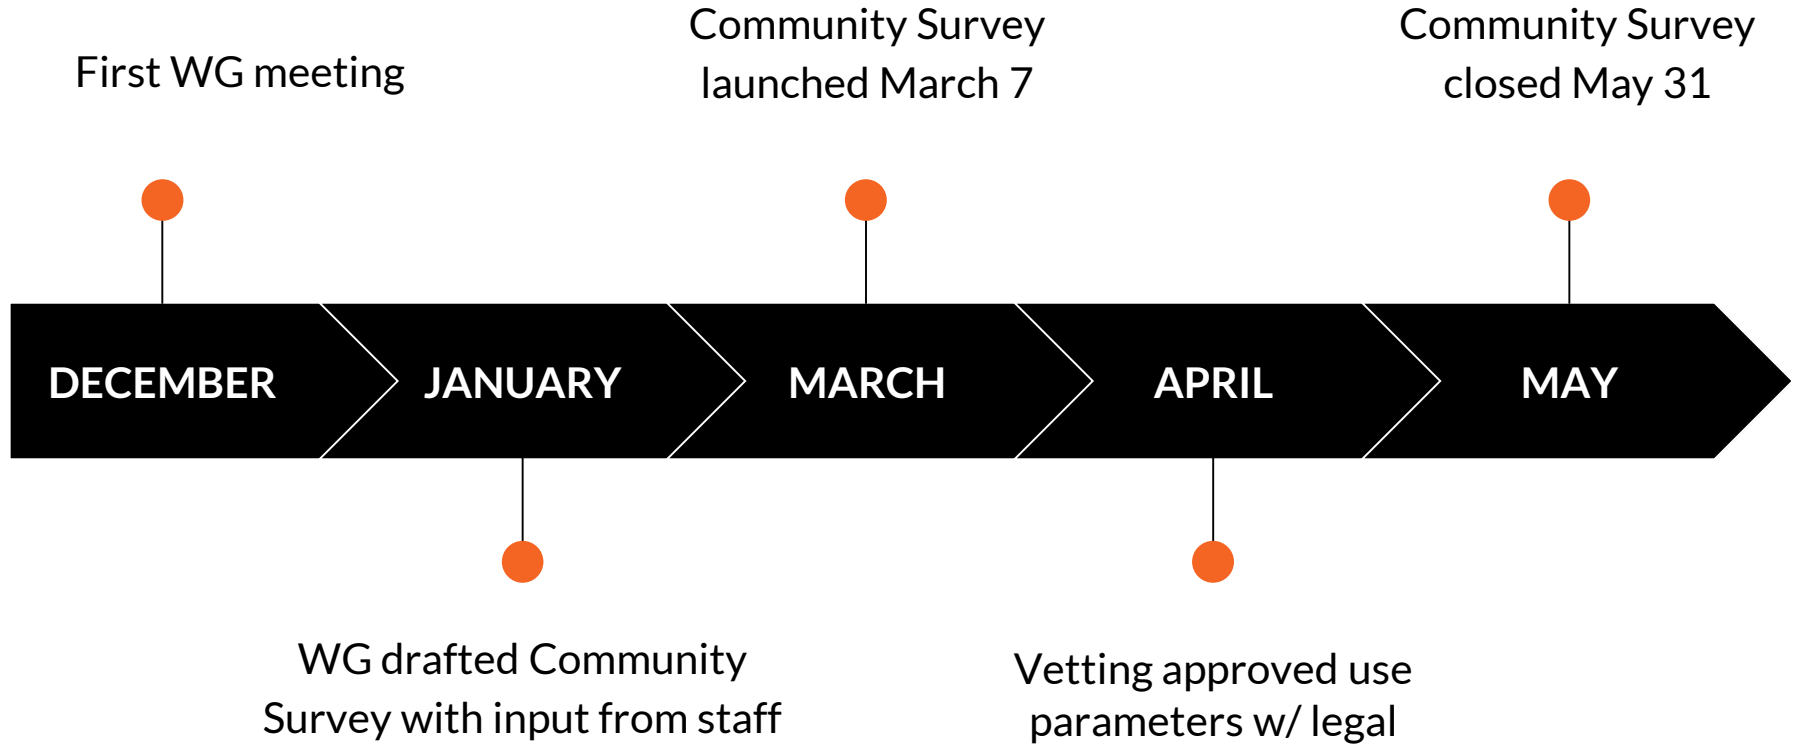 First WG meeting
Community Survey
launched March 7
Community Survey
closed May 31
DECEMBER
JANUARY
MARCH
APRIL
MAY
WG drafted Community
Survey with input from staff
Vetting approved use
parameters w/ legal